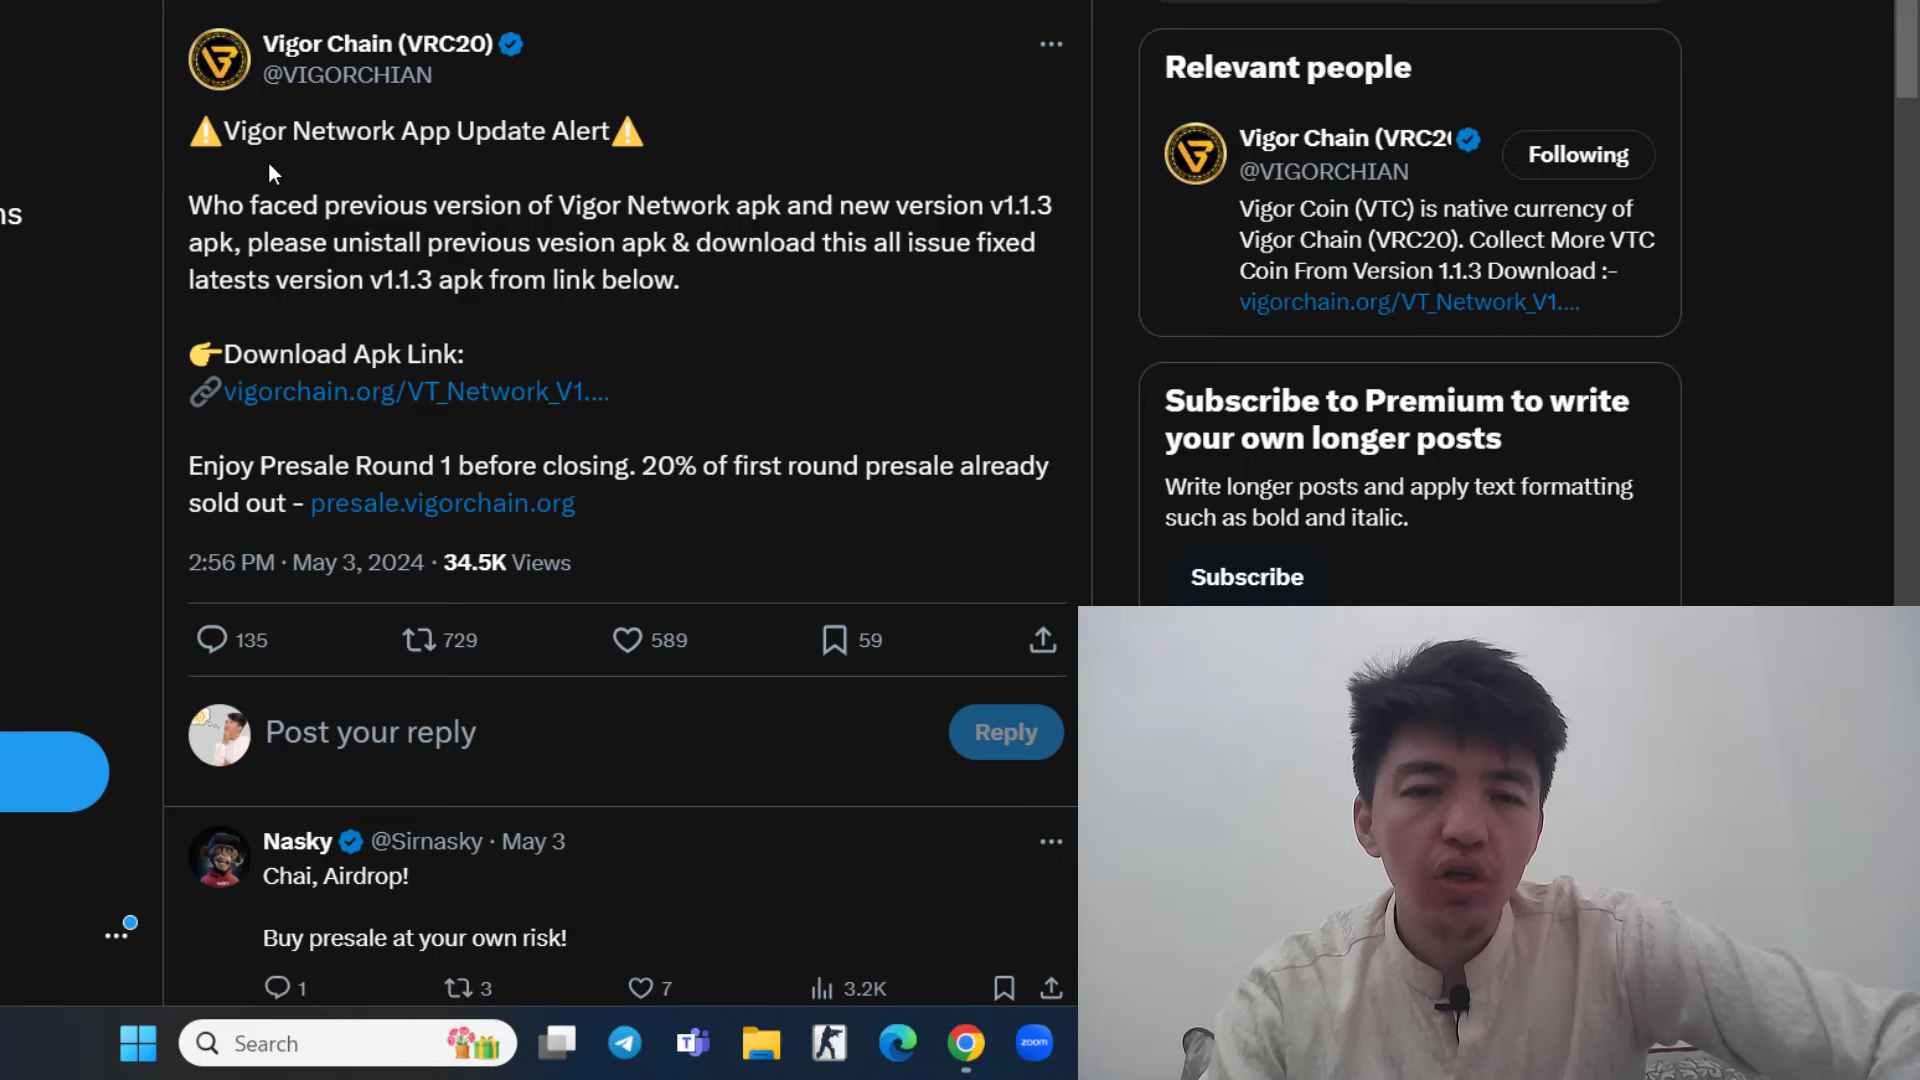 Vigor Chain (VRC20)
@VIGORCHIAN
⚠️Vigor Network App Update Alert⚠️
Who faced previous version of Vigor Network apk and new version v1.1.3
apk, please unistall previous vesion apk & download this all issue fixed
latests version v1.1.3 apk from link below.
👉Download Apk Link:
🔗vigorchain.org/VT_Network_V1....
Enjoy Presale Round 1 before closing. 20% of first round presale already
sold out - presale.vigorchain.org
2:56 PM · May 3, 2024 · 34.5K Views
135 729 589 59
Post your reply
Reply
Nasky @Sirnasky · May 3
Chai, Airdrop!
Buy presale at your own risk!
1 3 7 3.2K
ns
Relevant people
Vigor Chain (VRC2
@VIGORCHIAN
Following
Vigor Coin (VTC) is native currency of
Vigor Chain (VRC20). Collect More VTC
Coin From Version 1.1.3 Download :-
vigorchain.org/VT_Network_V1....
Subscribe to Premium to write
your own longer posts
Write longer posts and apply text formatting
such as bold and italic.
Subscribe
Search
zoom